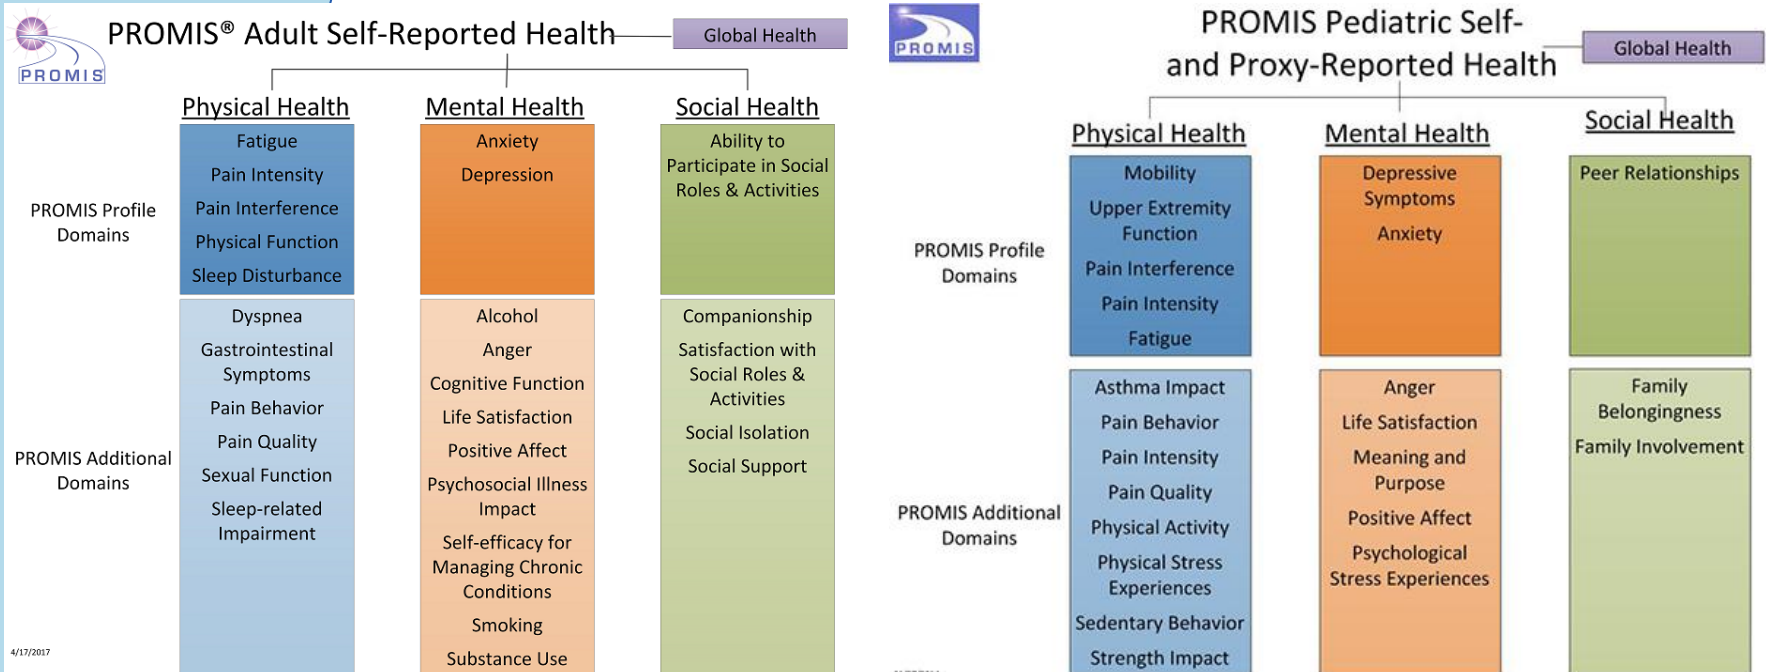 PROMIS
PROMIS® Adult Self-Reported Health
Global Health
Physical Health
Mental Health
Social Health
PROMIS Profile
Domains
Fatigue
Pain Intensity
Pain Interference
Physical Function
Sleep Disturbance
Anxiety
Depression
Ability to
Participate in Social
Roles & Activities
PROMIS Additional
Domains
Dyspnea
Gastrointestinal
Symptoms
Pain Behavior
Pain Quality
Sexual Function
Sleep-related
Impairment
Alcohol
Anger
Cognitive Function
Life Satisfaction
Positive Affect
Psychosocial Illness
Impact
Self-efficacy for
Managing Chronic
Conditions
Smoking
Substance Use
Companionship
Satisfaction with
Social Roles &
Activities
Social Isolation
Social Support
4/17/2017
PROMIS
PROMIS Pediatric Self-
and Proxy-Reported Health
Global Health
Physical Health
Mental Health
Social Health
PROMIS Profile
Domains
Mobility
Upper Extremity
Function
Pain Interference
Pain Intensity
Fatigue
Depressive
Symptoms
Anxiety
Peer Relationships
PROMIS Additional
Domains
Asthma Impact
Pain Behavior
Pain Intensity
Pain Quality
Physical Activity
Physical Stress
Experiences
Sedentary Behavior
Strength Impact
Anger
Life Satisfaction
Meaning and
Purpose
Positive Affect
Psychological
Stress Experiences
Family
Belongingness
Family Involvement